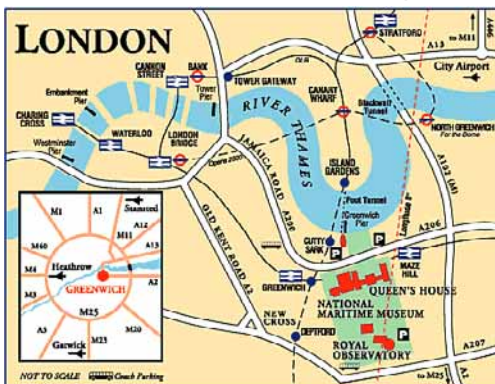 LONDON
STRATFORD
A13
to M11
City Airport
CANNON
STREET
BANK
Tower
Pier
TOWER GATEWAY
DLR
Embankment
Pier
CHARING
CROSS
WATERLOO
LONDON
BRIDGE
Westminster
Pier
RIVER THAMES
CANARY
WHARF
Blackwall
Tunnel
NORTH GREENWICH
For the Dome
JAMAICA ROAD A200
ISLAND
GARDENS
Foot Tunnel
Greenwich Pier
A102 (M)
A206
OLD KENT ROAD A2
CUTTY
SARK
P
P
MAZE
HILL
GREENWICH
QUEEN'S HOUSE
NATIONAL
MARITIME MUSEUM
NEW
CROSS
DEPTFORD
P
ROYAL
OBSERVATORY
A207
to M25
A2
M1
A1
Stansted
M11
A12
A13
M40
M4
Heathrow
GREENWICH
A2
M3
M25
A3
M23
M20
Gatwick
NOT TO SCALE
Coach Parking